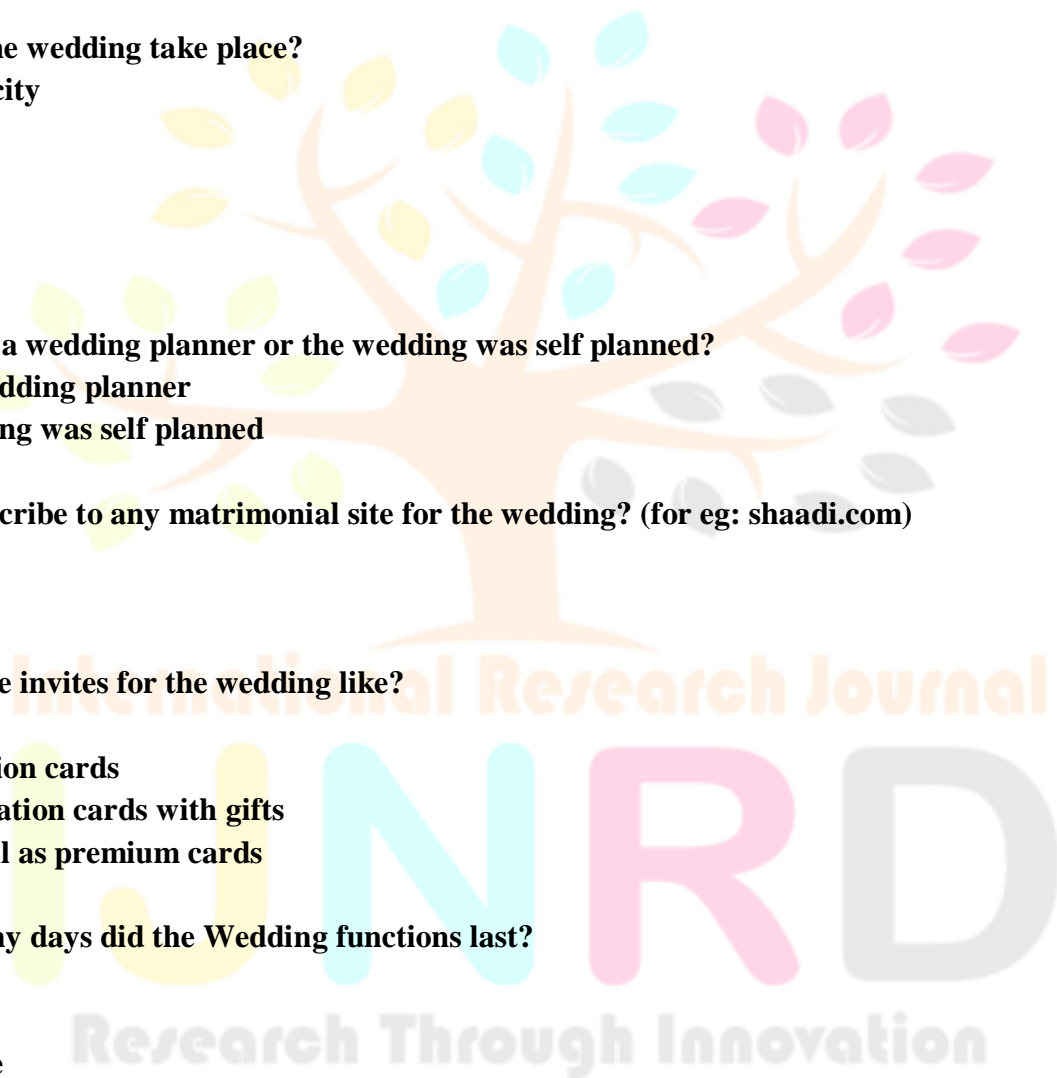 ne wedding take place?
city
a wedding planner or the wedding was self planned?
dding planner
ng was self planned
cribe to any matrimonial site for the wedding? (for eg: shaadi.com)
e invites for the wedding like?
International Research Journal
ion cards
ation cards with gifts
l as premium cards
IJNRD
ny days did the Wedding functions last?
Research Through Innovation
e